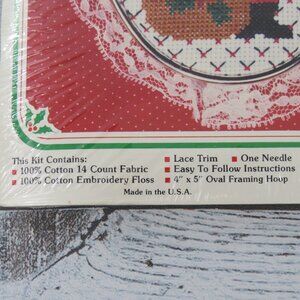 This Kit Contains:
■ 100% Cotton 14 Count Fabric
■ 100% Cotton Embroidery Floss
■ Lace Trim ■ One Needle
■ Easy To Follow Instructions
■ 4" x 5" Oval Framing Hoop
Made in the U.S.A.